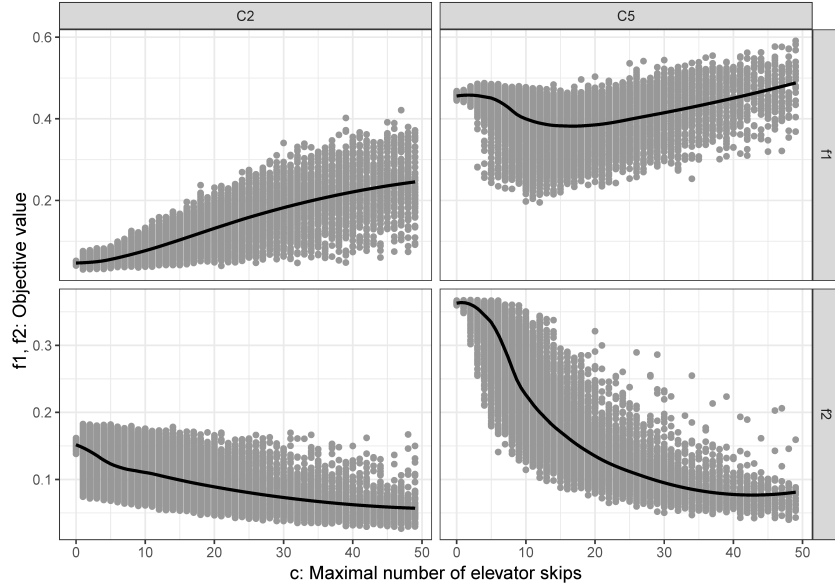 C2
C5
0.6
0.4
0.2
f1
f1, f2: Objective value
0.3
0.2
0.1
f2
0 10 20 30 40 50
0 10 20 30 40 50
c: Maximal number of elevator skips